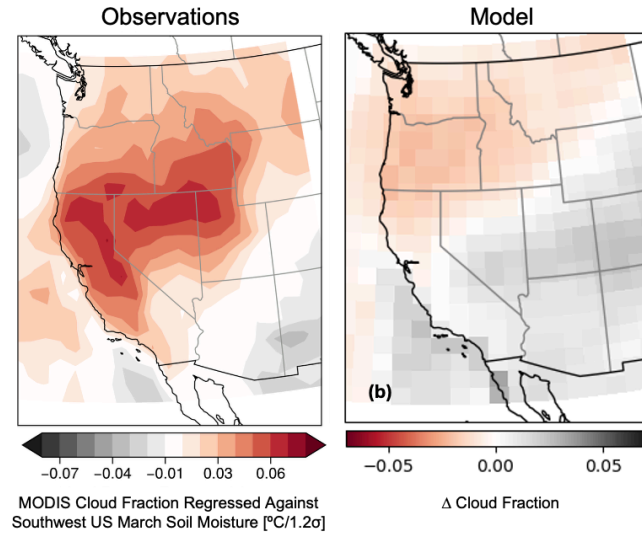 Observations
Model
(b)
−0.07 −0.04 −0.01 0.03 0.06
−0.05 0.00 0.05
MODIS Cloud Fraction Regressed Against
Southwest US March Soil Moisture [ºC/1.2σ]
Δ Cloud Fraction